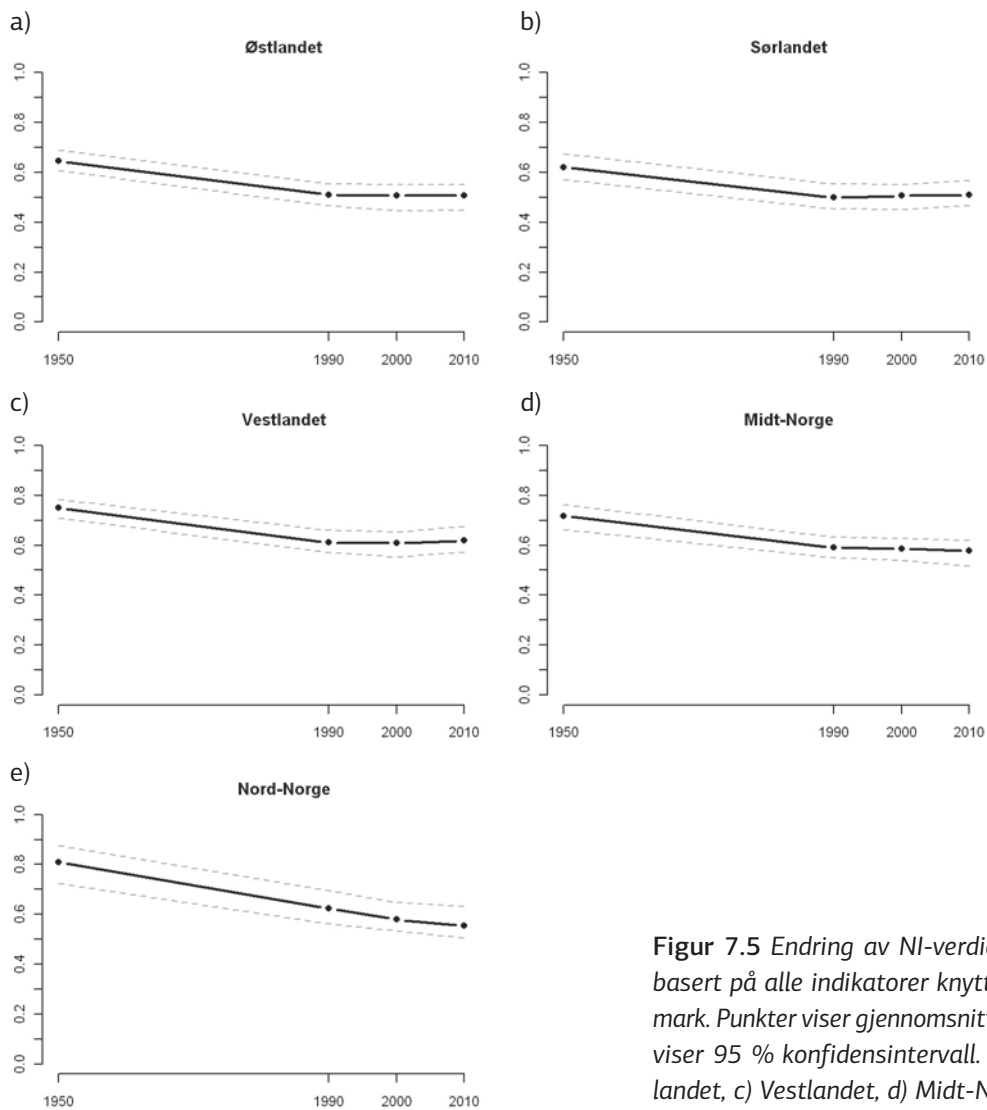 a)
Østlandet
1.0
0.8
0.6
0.4
0.2
0.0
1950 1990 2000 2010
b)
Sørlandet
1.0
0.8
0.6
0.4
0.2
0.0
1950 1990 2000 2010
c)
Vestlandet
1.0
0.8
0.6
0.4
0.2
0.0
1950 1990 2000 2010
d)
Midt-Norge
1.0
0.8
0.6
0.4
0.2
0.0
1950 1990 2000 2010
e)
Nord-Norge
1.0
0.8
0.6
0.4
0.2
0.0
1950 1990 2000 2010
Figur 7.5 Endring av NI-verdie
basert på alle indikatorer knytt
mark. Punkter viser gjennomsnitt
viser 95 % konfidensintervall.
landet, c) Vestlandet, d) Midt-N